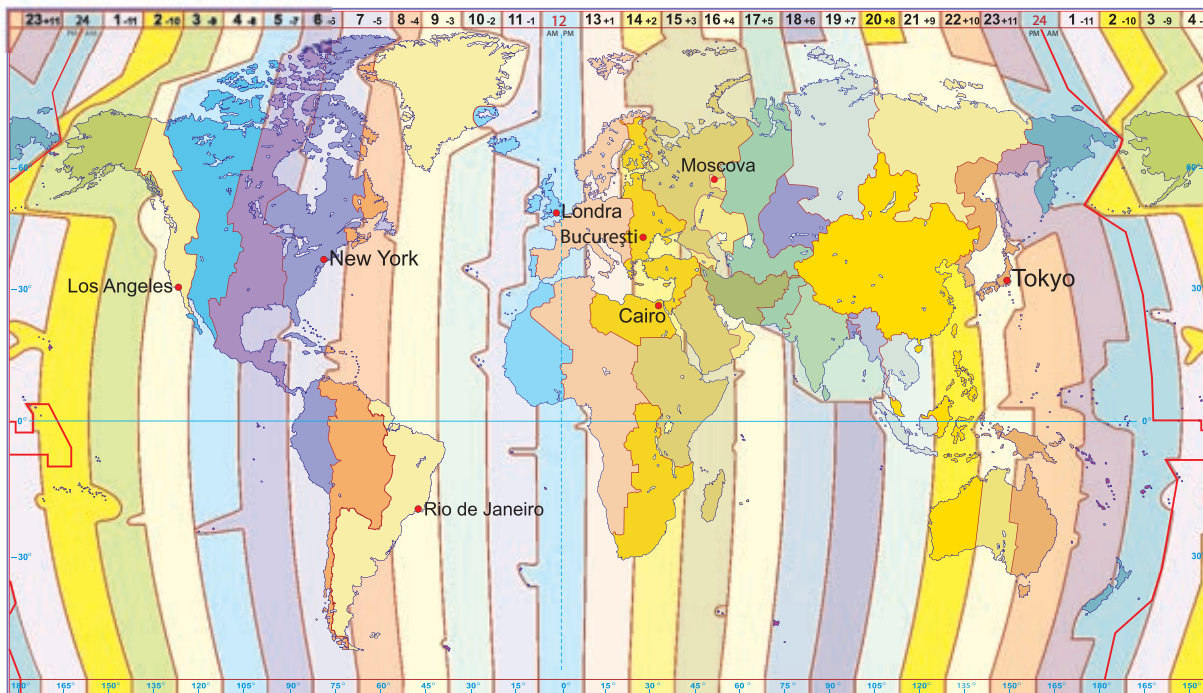 23 +11 24 1 -11 2 -10 3 -9 4 -8 5 -7 6 -6 7 -5 8 -4 9 -3 10 -2 11 -1 12 13 +1 14 +2 15 +3 16 +4 17 +5 18 +6 19 +7 20 +8 21 +9 22 +10 23 +11 24 1 -11 2 -10 3 -9 4 -
PM AM AM PM PM AM
Moscova
Londra
București
New York
Los Angeles
Tokyo
Cairo
30° 30°
0° 0°
Rio de Janeiro
30° 30
180° 165° 150° 135° 120° 105° 90° 75° 60° 45° 30° 15° 0° 15° 30° 45° 60° 75° 90° 105° 120° 135° 150° 165° 180° 165° 150°